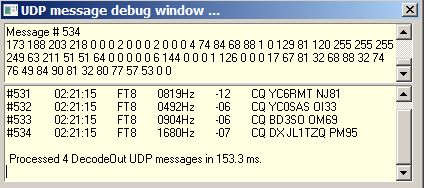 UDP message debug window ...
Message # 534
173 188 203 218 0 0 0 2 0 0 0 2 0 0 0 4 74 84 68 88 1 0 129 81 120 255 255 255
249 63 211 51 51 64 0 0 0 0 0 6 144 0 0 0 1 126 0 0 0 17 67 81 32 68 88 32 74
76 49 84 90 81 32 80 77 57 53 0 0
#531 02:21:15 FT8 0819Hz -12 CQ YC6RMT NJ81
#532 02:21:15 FT8 0492Hz -06 CQ YC0SAS OI33
#533 02:21:15 FT8 0904Hz -06 CQ BD3SO OM69
#534 02:21:15 FT8 1680Hz -07 CQ DX JL1TZQ PM95
Processed 4 DecodeOut UDP messages in 153.3 ms.